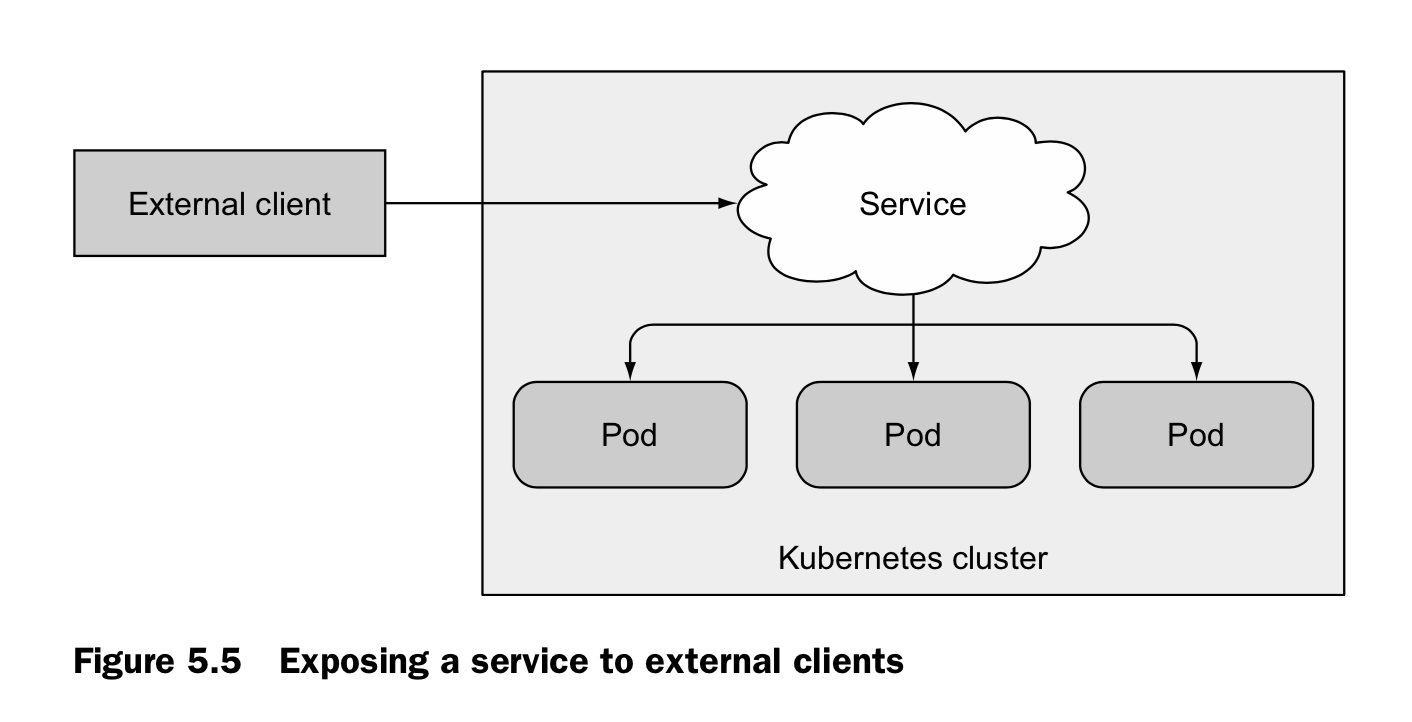 External client
Service
Pod
Pod
Pod
Kubernetes cluster
Figure 5.5 Exposing a service to external clients